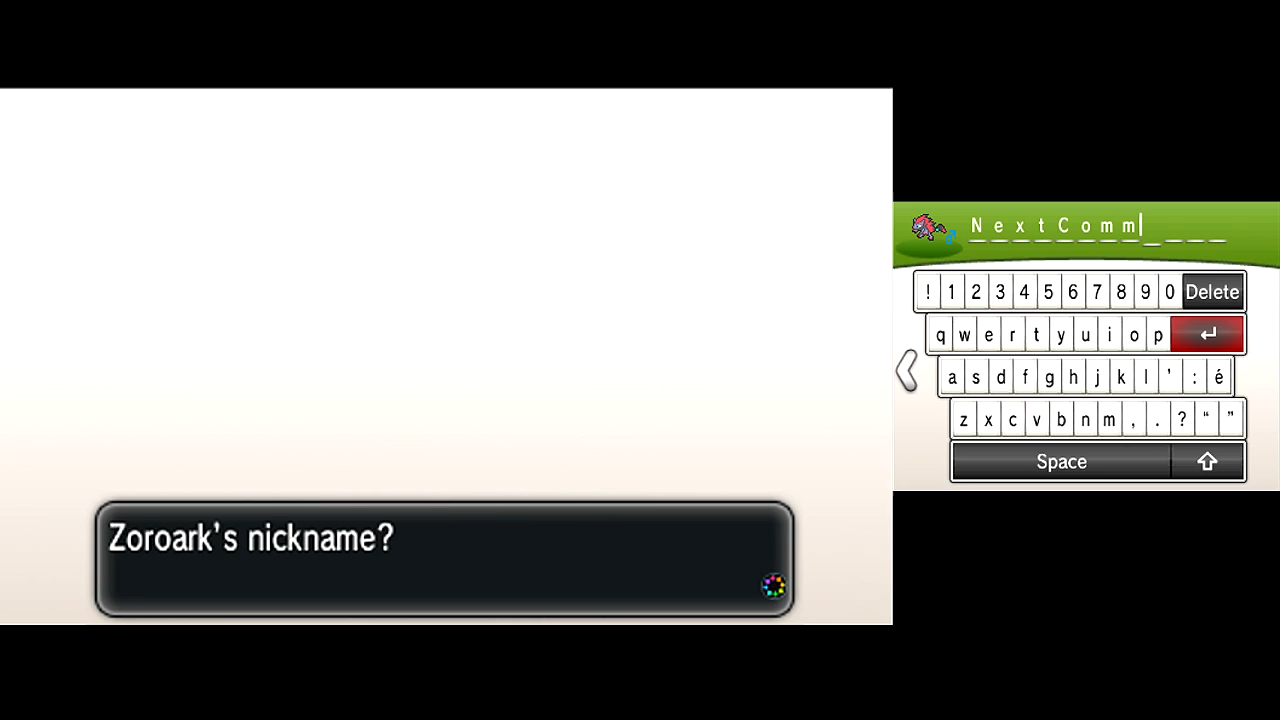 NextComm
! 1 2 3 4 5 6 7 8 9 0 Delete
q w e r t y u i o p
a s d f g h j k l ' : é
z x c v b n m , . ? “ ”
Space
Zoroark's nickname?